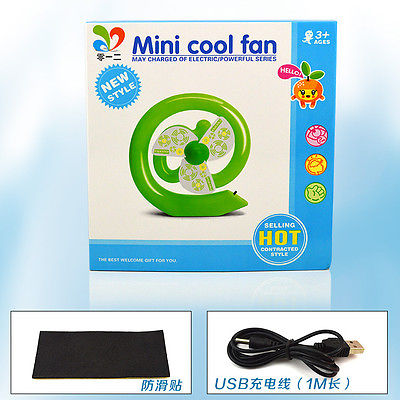 零一二
Mini cool fan
MAY CHARGED OF ELECTRIC/POWERFUL SERIES
3+
AGES
NEW
STYLE
HELLO!
SELLING
HOT
CONTRACTED
STYLE
THE BEST WELCOME GIFT FOR YOU.
防滑贴
USB充电线（1M长）